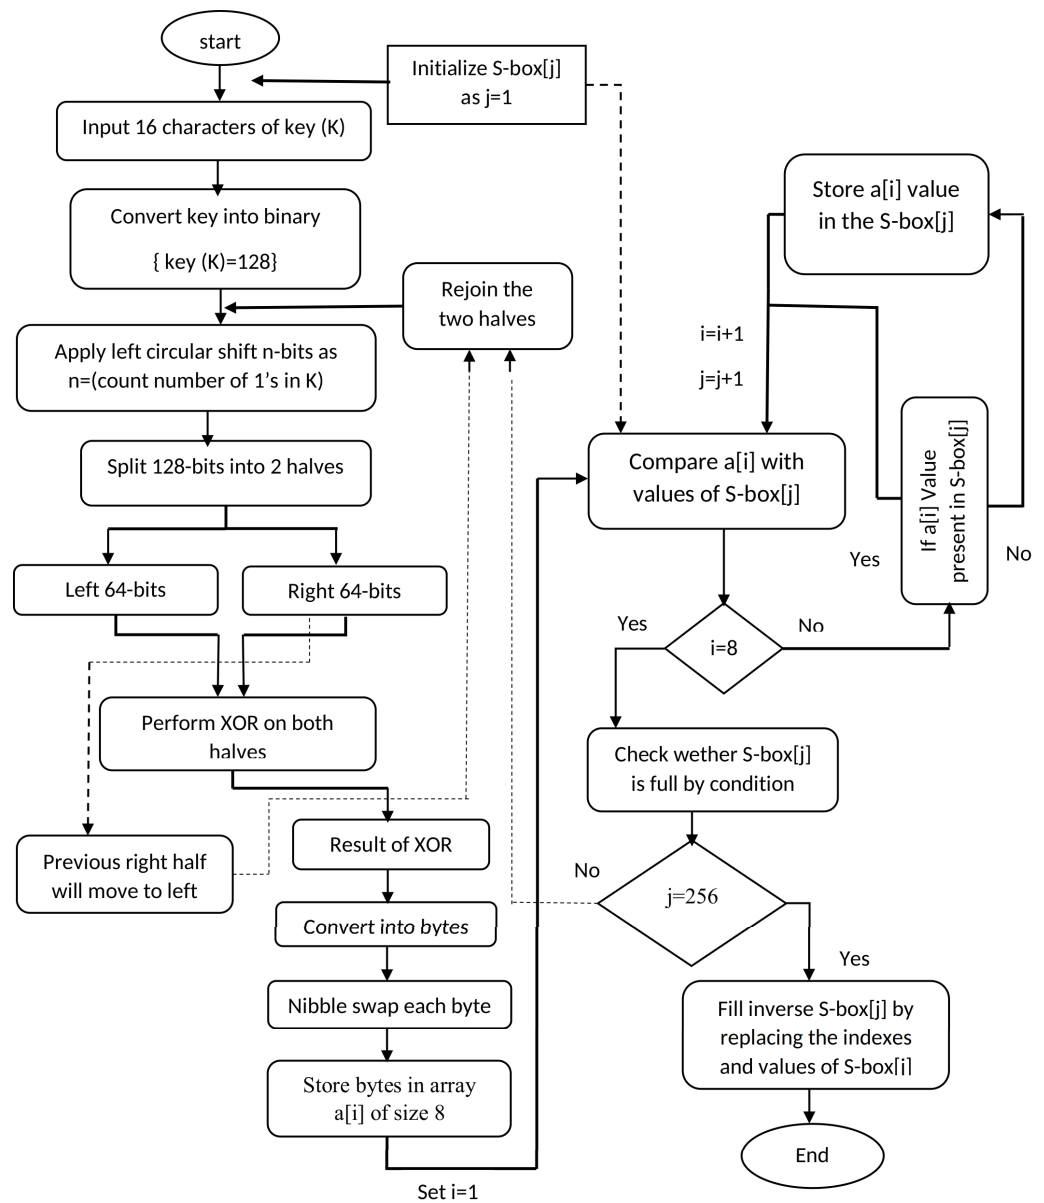 start
Initialize S-box[j]
as j=1
Input 16 characters of key (K)
Convert key into binary
{ key (K)=128}
Store a[i] value
in the S-box[j]
Rejoin the
two halves
Apply left circular shift n-bits as
n=(count number of 1’s in K)
i=i+1
j=j+1
Split 128-bits into 2 halves
Compare a[i] with
values of S-box[j]
If a[i] Value
present in S-box[j]
Yes
No
Left 64-bits
Right 64-bits
Yes
No
i=8
Perform XOR on both
halves
Check wether S-box[j]
is full by condition
Result of XOR
Previous right half
will move to left
No
j=256
Convert into bytes
Yes
Nibble swap each byte
Fill inverse S-box[j] by
replacing the indexes
and values of S-box[j]
Store bytes in array
a[i] of size 8
End
Set i=1